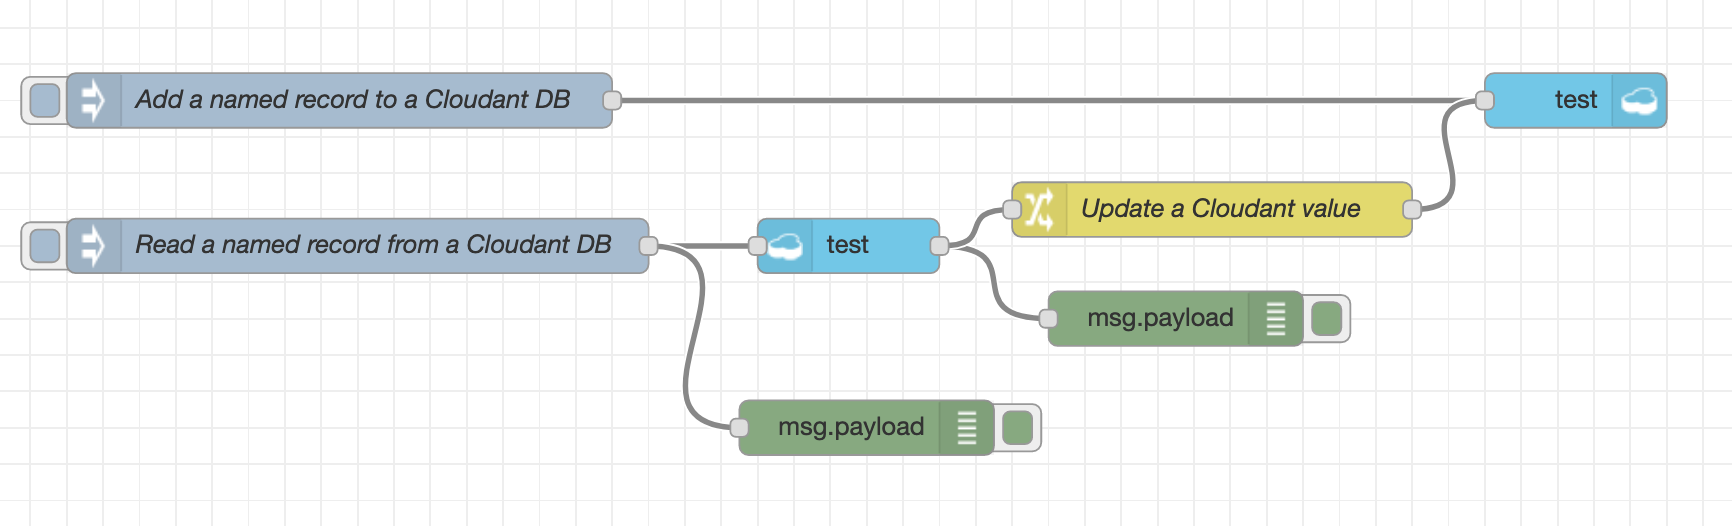 Add a named record to a Cloudant DB
test
Update a Cloudant value
Read a named record from a Cloudant DB
test
msg.payload
msg.payload